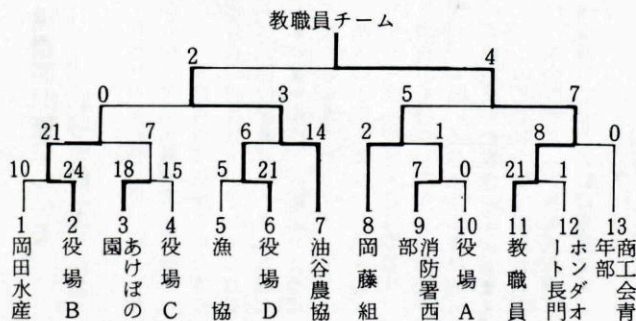 教職員チーム
2 4
0 3 5 7
21 7 6 14 2 1 8 0
10 24 18 15 5 21 7 0 21 1
1 2 3 4 5 6 7 8 9 10 11 12 13
岡田水産
役場B
あけぼの園
役場C
漁協
役場D
油谷農協
岡藤組
消防署西部
役場A
教職員
ホンダオート長門
商工会青年部